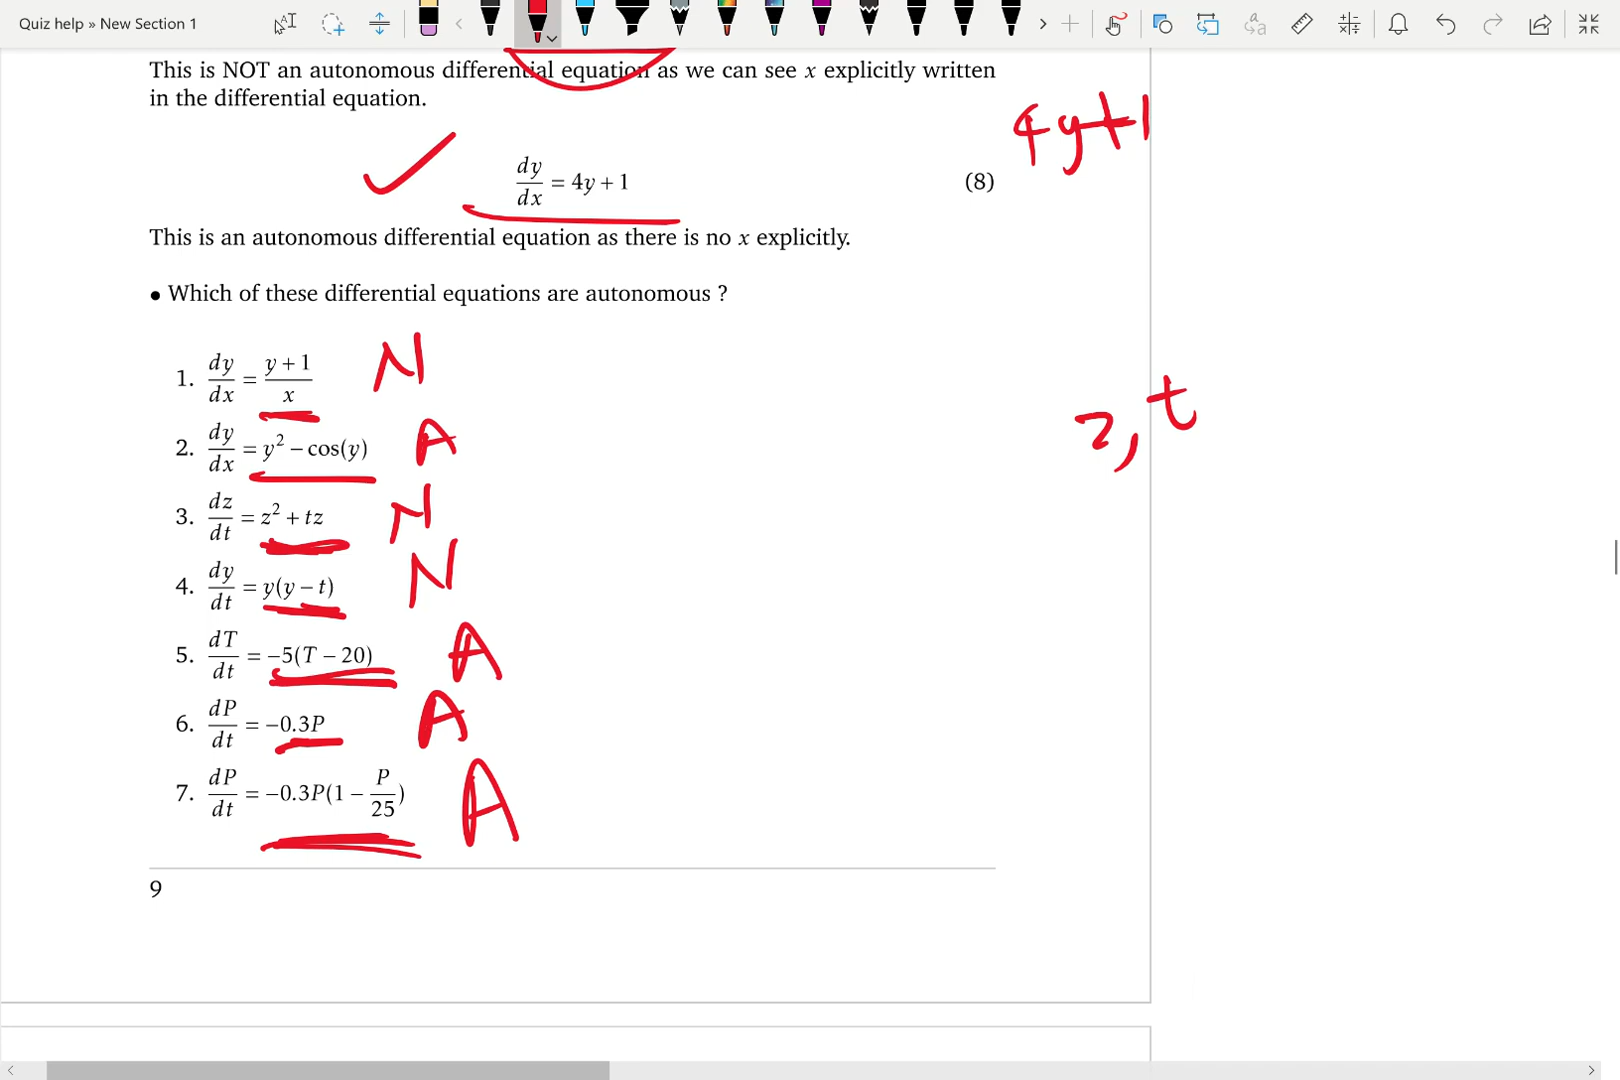 Quiz help » New Section 1
This is NOT an autonomous differential equation as we can see x explicitly written
in the differential equation.
4y+1
dy/dx = 4y + 1 (8)
This is an autonomous differential equation as there is no x explicitly.
• Which of these differential equations are autonomous ?
1. dy/dx = (y + 1)/x N
2. dy/dx = y² − cos(y) A
z, t
3. dz/dt = z² + tz N
4. dy/dt = y(y − t) N
5. dT/dt = −5(T − 20) A
6. dP/dt = −0.3P A
7. dP/dt = −0.3P(1 − P/25) A
9